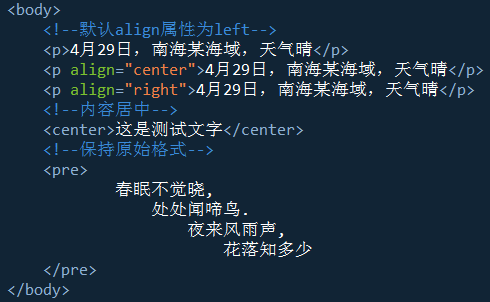 <body>
    <!--默认align属性为left-->
    <p>4月29日，南海某海域，天气晴</p>
    <p align="center">4月29日，南海某海域，天气晴</p>
    <p align="right">4月29日，南海某海域，天气晴</p>
    <!--内容居中-->
    <center>这是测试文字</center>
    <!--保持原始格式-->
    <pre>
            春眠不觉晓,
                处处闻啼鸟.
                    夜来风雨声,
                        花落知多少
    </pre>
</body>